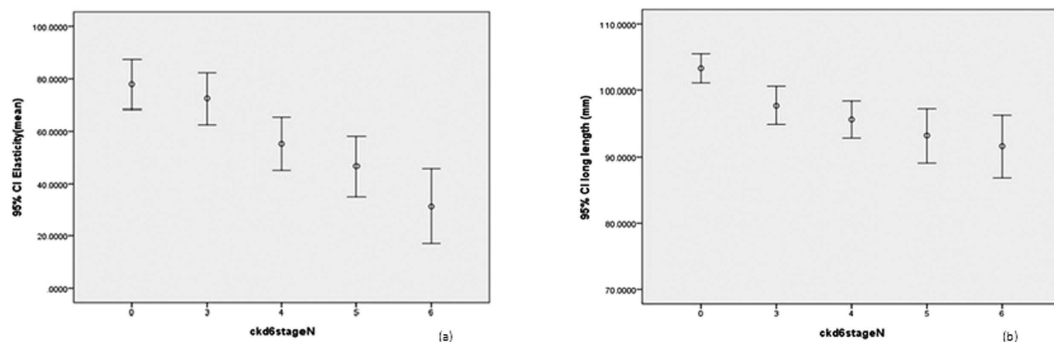 100.0000
80.0000
60.0000
40.0000
20.0000
.0000
95% CI Elasticity(mean)
0 3 4 5 6
ckd6stageN
(a)
110.0000
100.0000
90.0000
80.0000
70.0000
95% CI long length (mm)
0 3 4 5 6
ckd6stageN
(b)